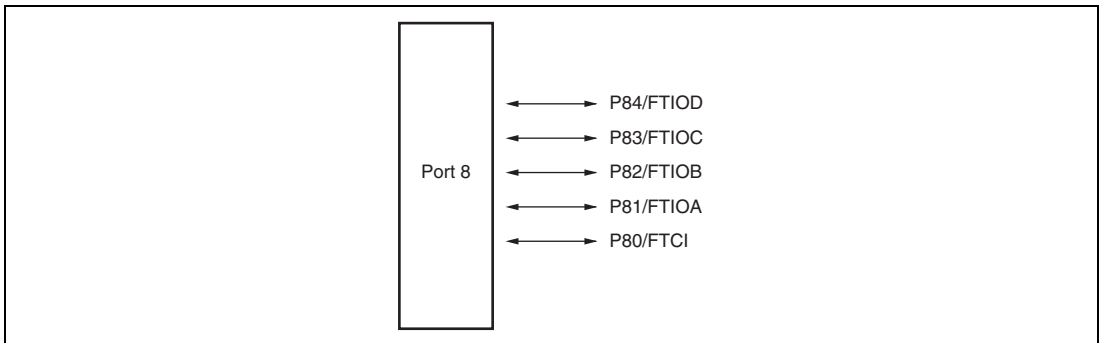 P84/FTIOD
P83/FTIOC
Port 8
P82/FTIOB
P81/FTIOA
P80/FTCI